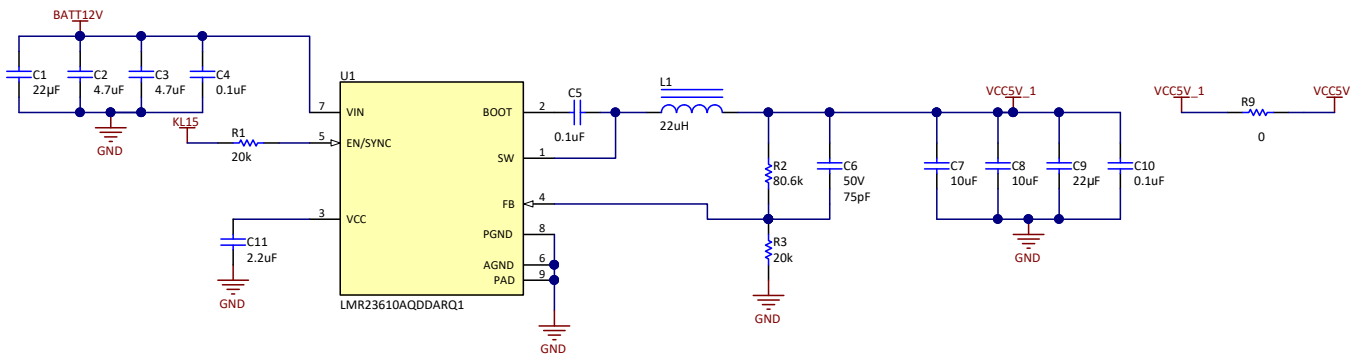 BATT12V
C1
22µF
C2
4.7uF
C3
4.7uF
C4
0.1uF
GND
KL15
R1
20k
C11
2.2uF
GND
U1
7
VIN
5
EN/SYNC
3
VCC
BOOT
2
SW
1
FB
4
PGND
8
AGND
6
PAD
9
LMR23610AQDDARQ1
GND
C5
0.1uF
L1
22uH
R2
80.6k
C6
50V
75pF
R3
20k
GND
VCC5V_1
C7
10uF
C8
10uF
C9
22µF
C10
0.1uF
GND
VCC5V_1
R9
0
VCC5V